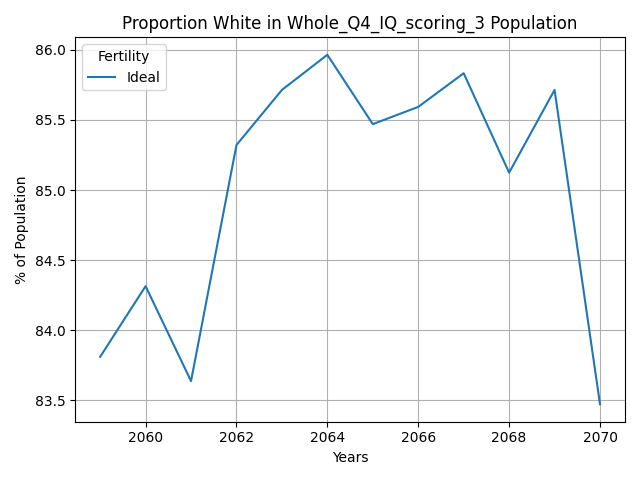 Proportion White in Whole_Q4_IQ_scoring_3 Population
Fertility
Ideal
86.0
85.5
85.0
84.5
84.0
83.5
% of Population
2060 2062 2064 2066 2068 2070
Years